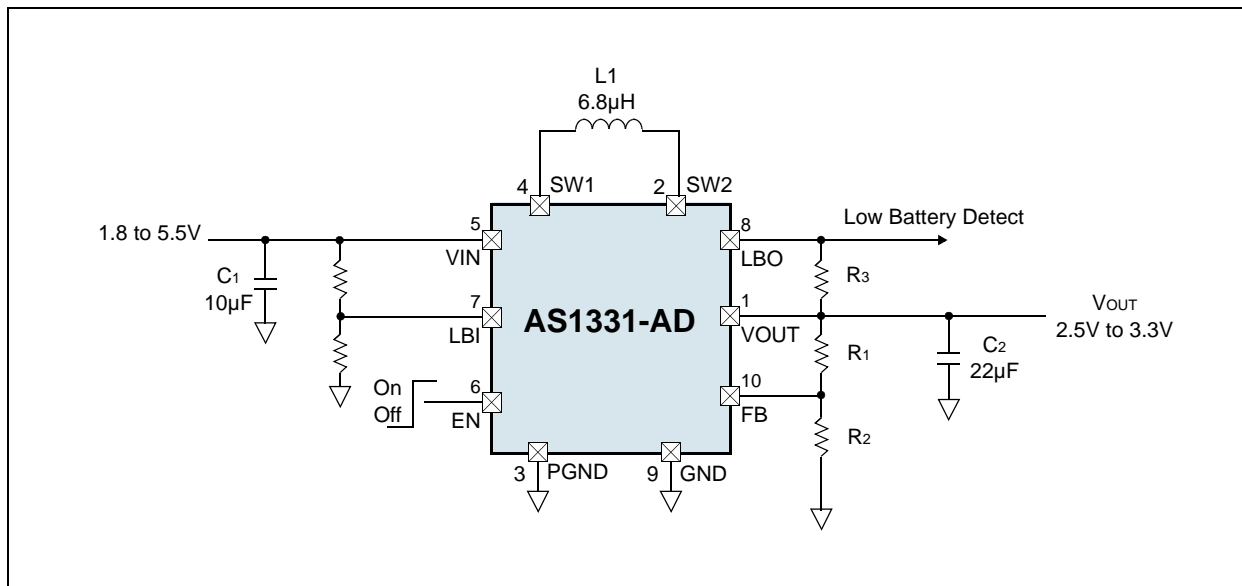 L1
6.8µH
4 SW1
2 SW2
1.8 to 5.5V
5
VIN
8
LBO
Low Battery Detect
C1
10µF
7
LBI
AS1331-AD
R3
1
VOUT
VOUT
2.5V to 3.3V
R1
C2
22µF
On
Off
6
EN
10
FB
R2
3 PGND
9 GND